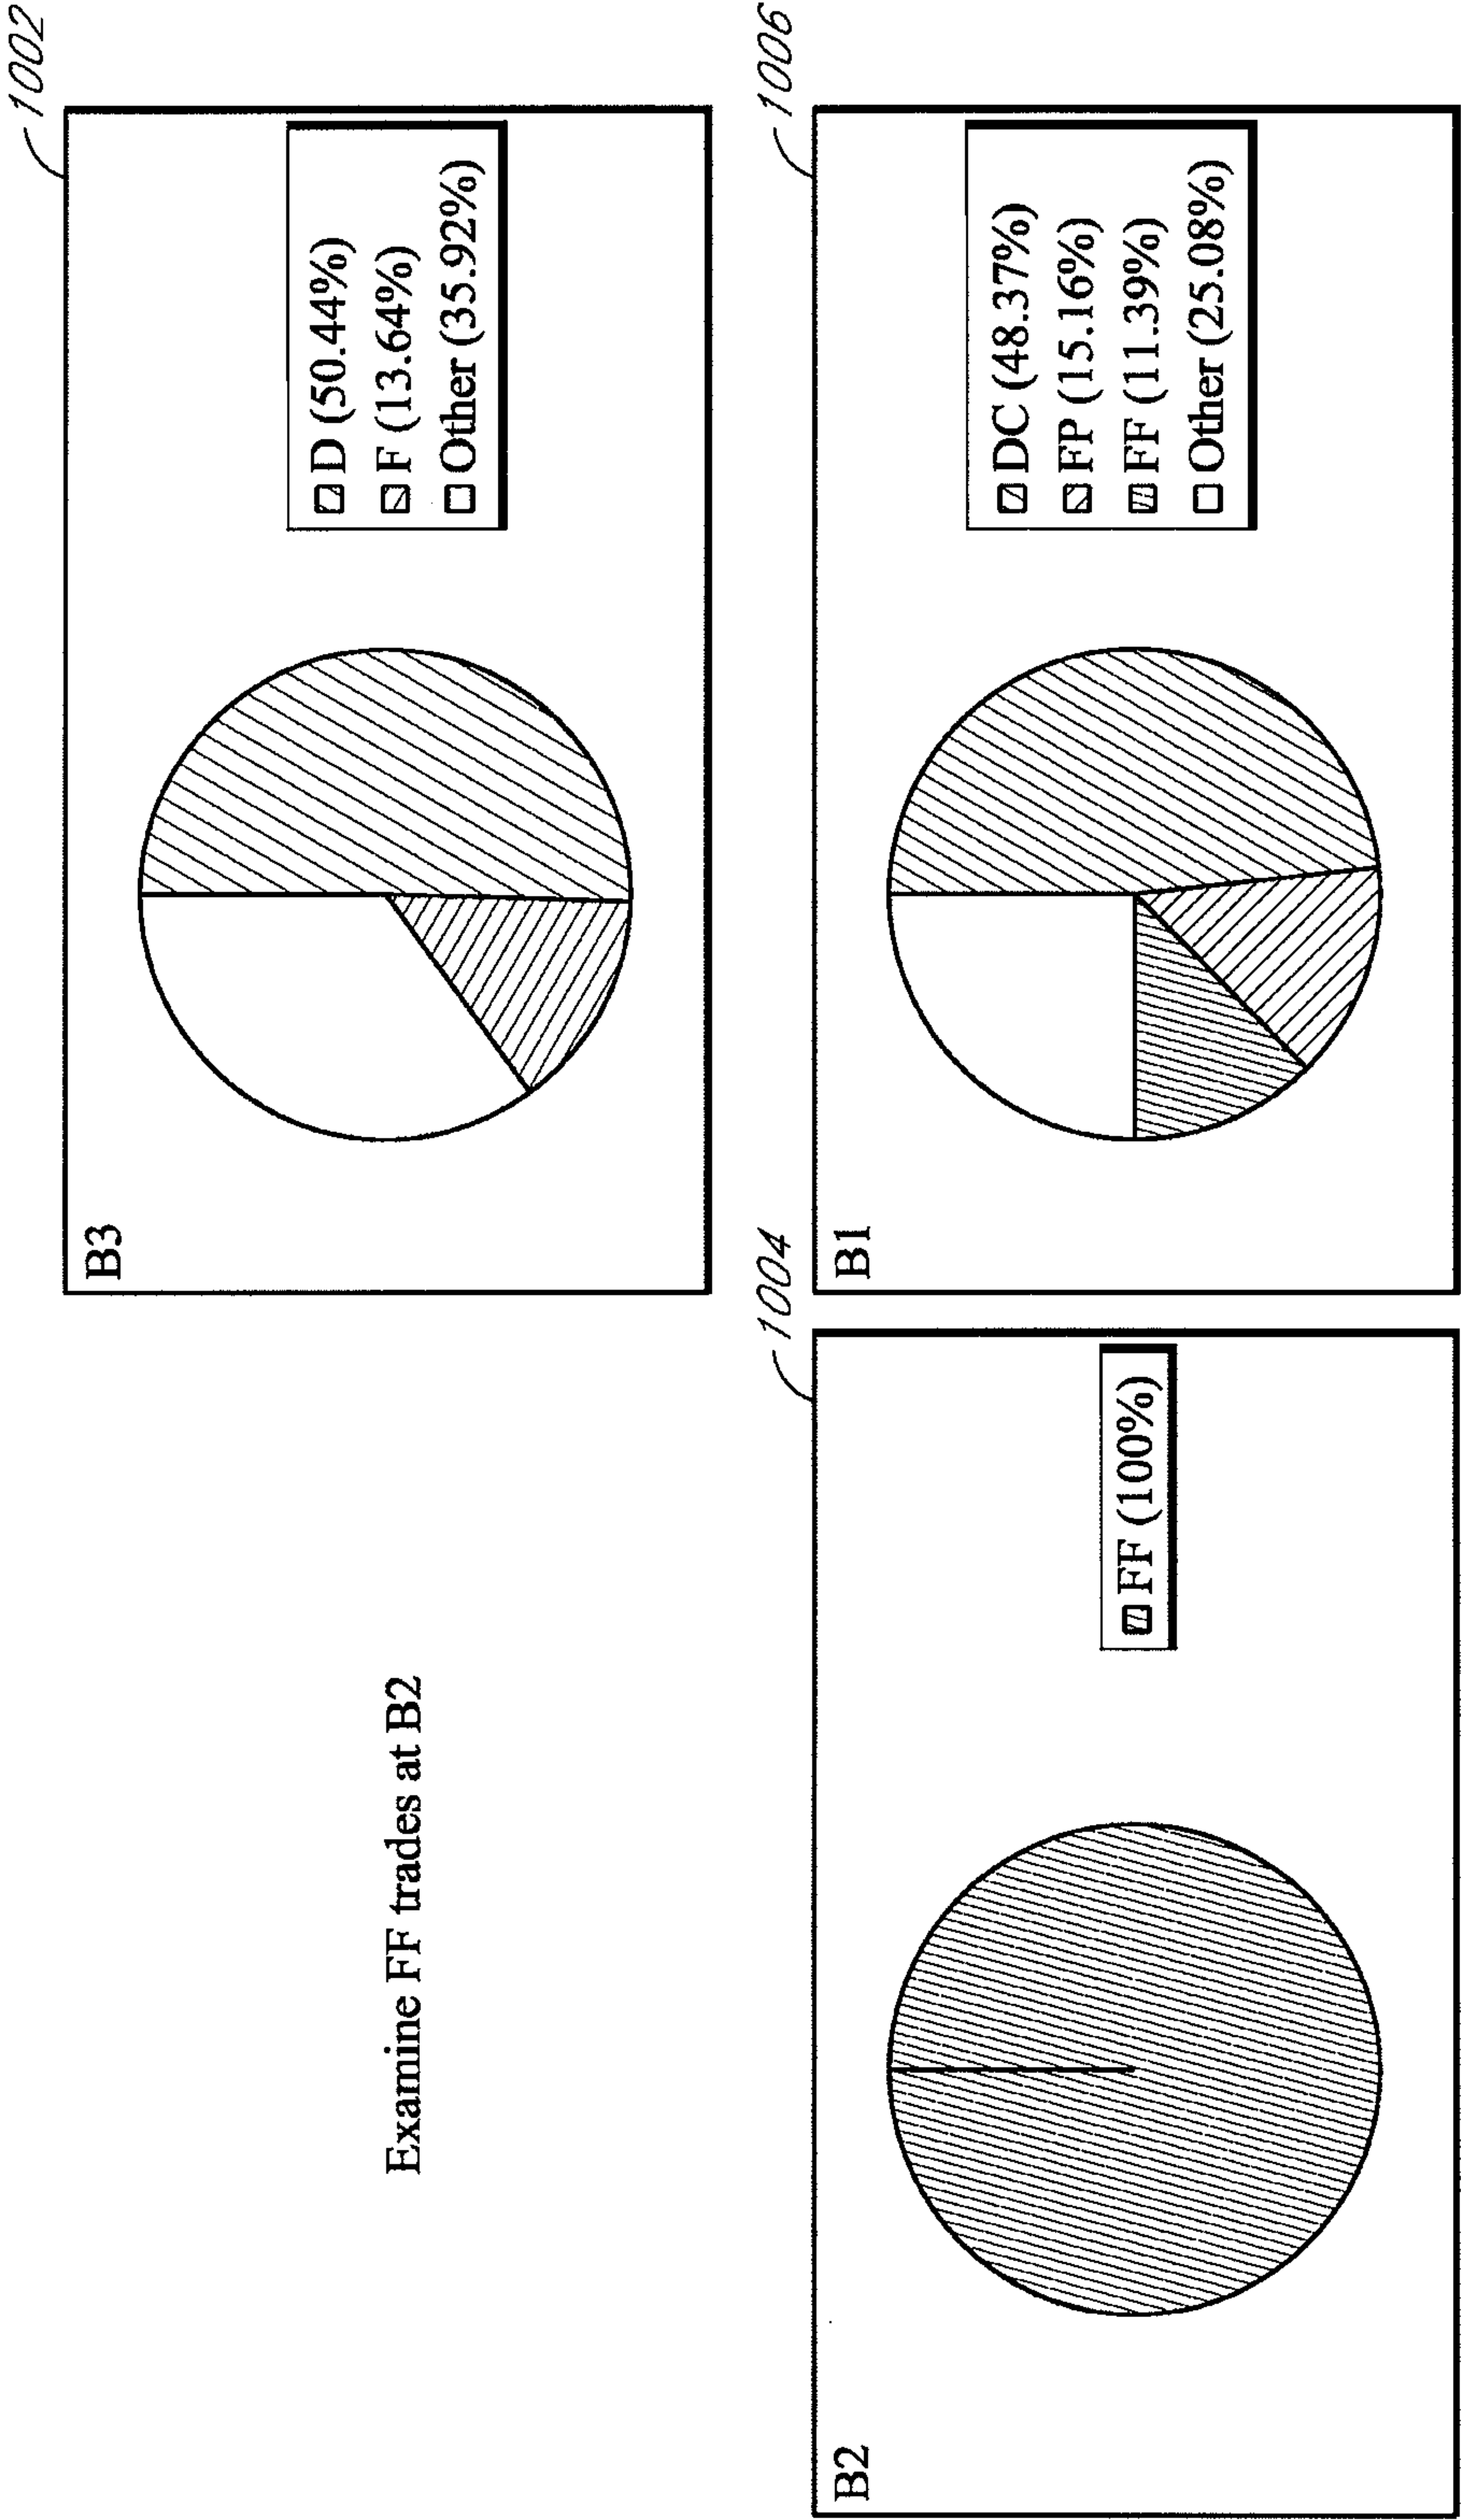 1002
B3
D (50.44%)
F (13.64%)
Other (35.92%)
Examine FF trades at B2
1004
B2
FF (100%)
1006
B1
DC (48.37%)
FP (15.16%)
FF (11.39%)
Other (25.08%)